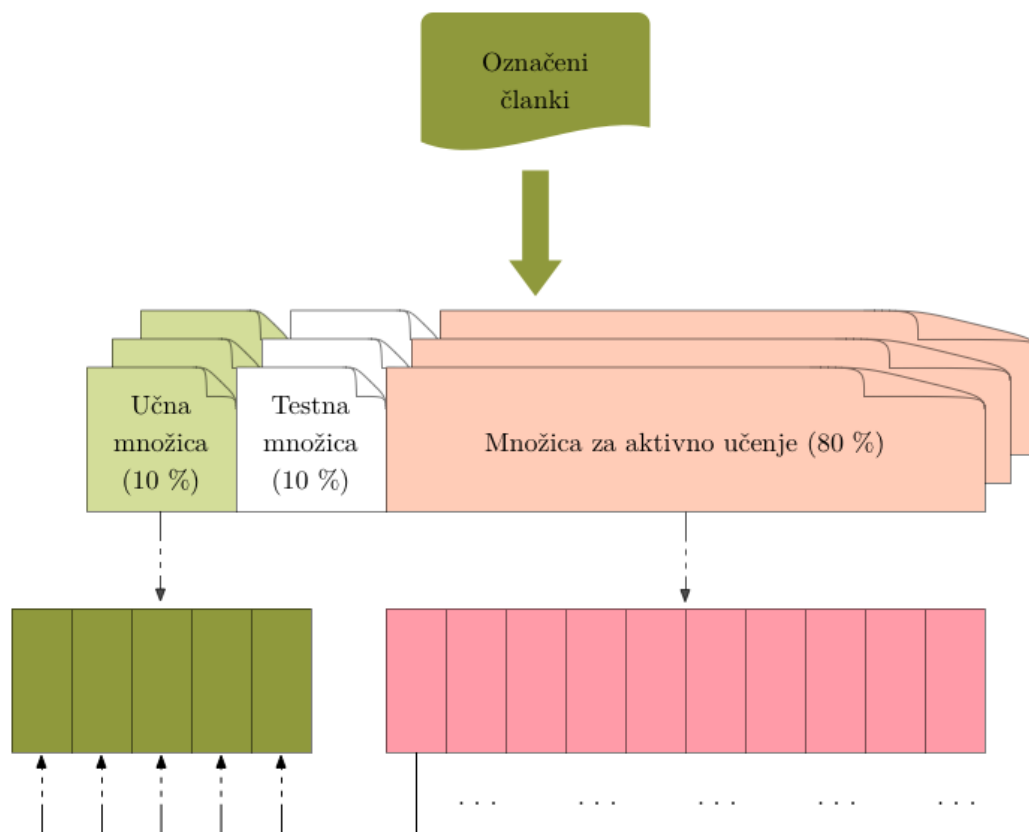 Označeni
članki
Učna
množica
(10 %)
Testna
množica
(10 %)
Množica za aktivno učenje (80 %)
. . . . . . . . . . . . . . .